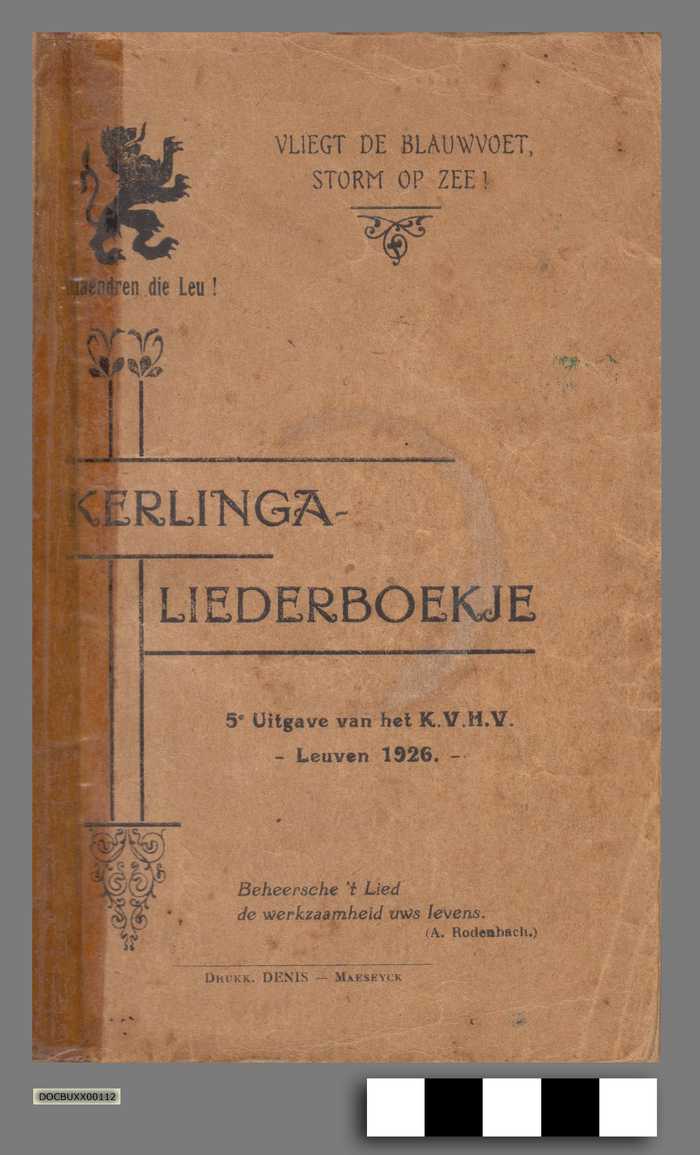 VLIEGT DE BLAUWVOET,
STORM OP ZEE!
die Leu !
KERLINGA-
LIEDERBOEKJE
5e Uitgave van het K.V.H.V.
- Leuven 1926. -
Beheersche 't Lied
de werkzaamheid uws levens.
(A. Rodenbach.)
DRUKK. DENIS — MAESEYCK
DOCBUXX00112